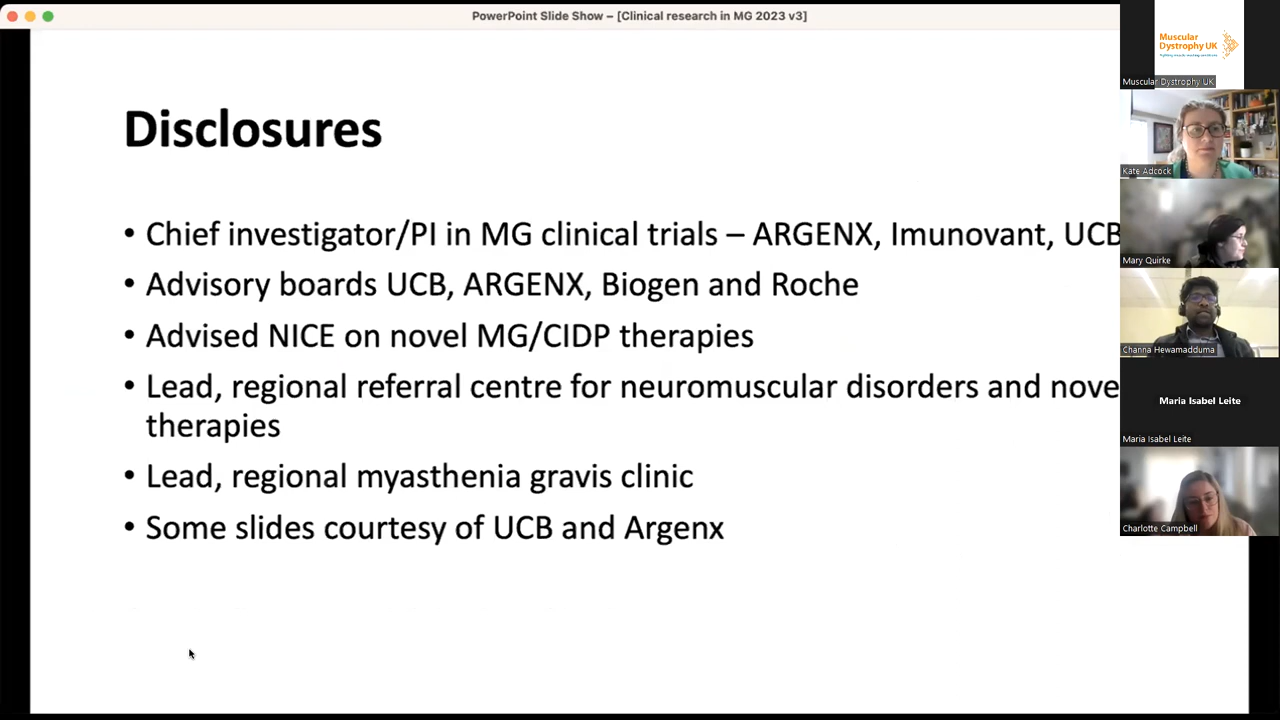 PowerPoint Slide Show – [Clinical research in MG 2023 v3]
Disclosures
• Chief investigator/PI in MG clinical trials – ARGENX, Imunovant, UCB
• Advisory boards UCB, ARGENX, Biogen and Roche
• Advised NICE on novel MG/CIDP therapies
• Lead, regional referral centre for neuromuscular disorders and nove
therapies
• Lead, regional myasthenia gravis clinic
• Some slides courtesy of UCB and Argenx
Muscular
Dystrophy UK
Muscular Dystrophy UK
Kate Adcock
Mary Quirke
Channa Hewamadduma
Maria Isabel Leite
Maria Isabel Leite
Charlotte Campbell